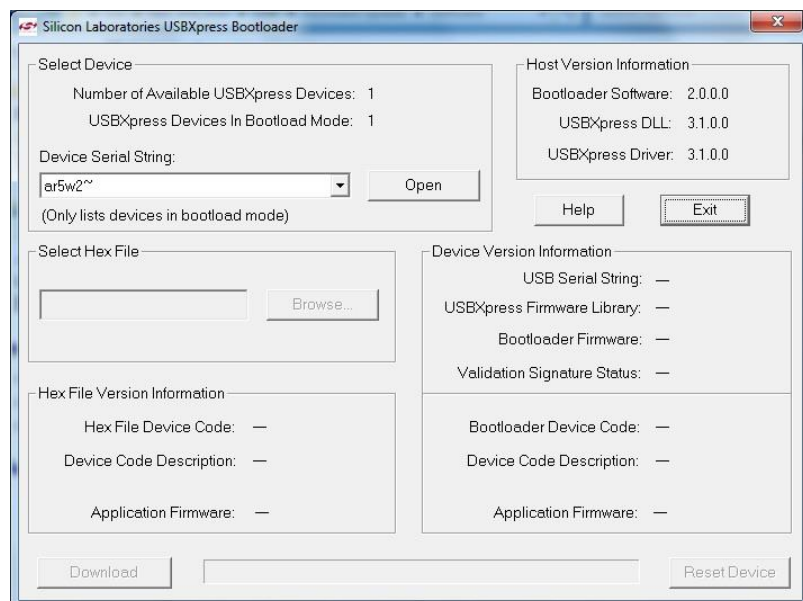 Silicon Laboratories USBXpress Bootloader
Select Device
Number of Available USBXpress Devices: 1
USBXpress Devices In Bootload Mode: 1
Device Serial String:
ar5w2~
Open
(Only lists devices in bootload mode)
Host Version Information
Bootloader Software: 2.0.0.0
USBXpress DLL: 3.1.0.0
USBXpress Driver: 3.1.0.0
Help
Exit
Select Hex File
Browse...
Device Version Information
USB Serial String: —
USBXpress Firmware Library: —
Bootloader Firmware: —
Validation Signature Status: —
Hex File Version Information
Hex File Device Code: —
Device Code Description: —
Application Firmware: —
Bootloader Device Code: —
Device Code Description: —
Application Firmware: —
Download
Reset Device